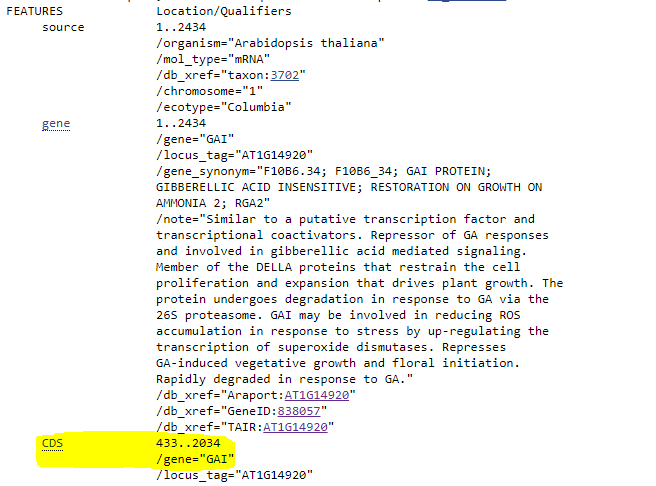 FEATURES Location/Qualifiers
source 1..2434
/organism="Arabidopsis thaliana"
/mol_type="mRNA"
/db_xref="taxon:3702"
/chromosome="1"
/ecotype="Columbia"
gene 1..2434
/gene="GAI"
/locus_tag="AT1G14920"
/gene_synonym="F10B6.34; F10B6_34; GAI PROTEIN;
GIBBERELLIC ACID INSENSITIVE; RESTORATION ON GROWTH ON
AMMONIA 2; RGA2"
/note="Similar to a putative transcription factor and
transcriptional coactivators. Repressor of GA responses
and involved in gibberellic acid mediated signaling.
Member of the DELLA proteins that restrain the cell
proliferation and expansion that drives plant growth. The
protein undergoes degradation in response to GA via the
26S proteasome. GAI may be involved in reducing ROS
accumulation in response to stress by up-regulating the
transcription of superoxide dismutases. Represses
GA-induced vegetative growth and floral initiation.
Rapidly degraded in response to GA."
/db_xref="Araport:AT1G14920"
/db_xref="GeneID:838057"
/db_xref="TAIR:AT1G14920"
CDS 433..2034
/gene="GAI"
/locus_tag="AT1G14920"